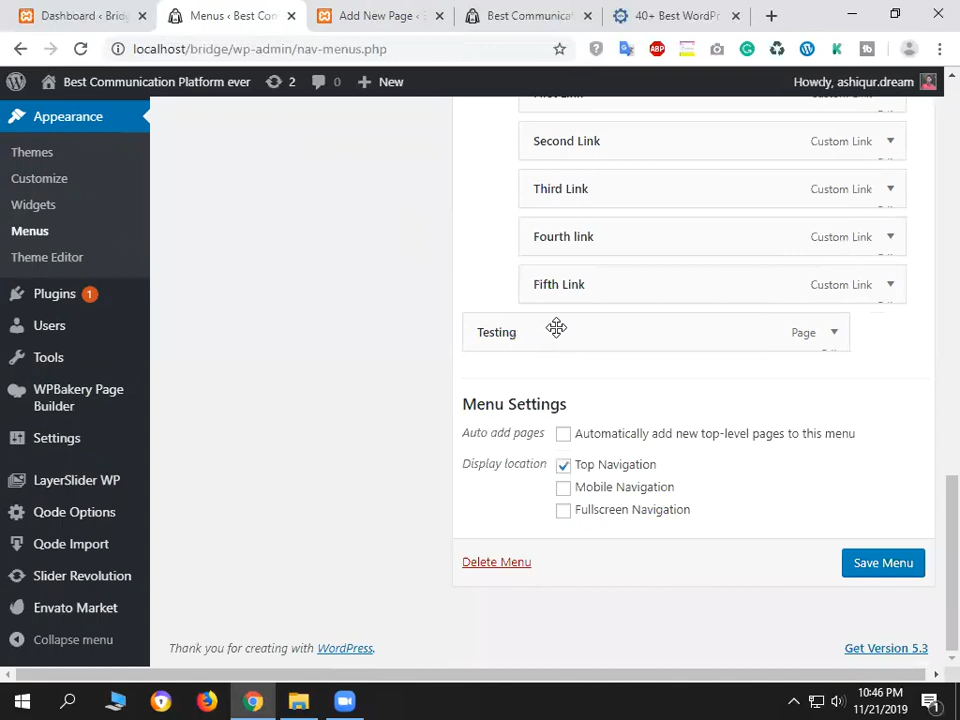 Dashboard ‹ Bridg
Menus ‹ Best Com
Add New Page ‹ B
Best Communicat
40+ Best WordPr
localhost/bridge/wp-admin/nav-menus.php
ABP
Best Communication Platform ever
2
0
New
Howdy, ashiqur.dream
Appearance
Themes
Customize
Widgets
Menus
Theme Editor
Plugins 1
Users
Tools
WPBakery Page
Builder
Settings
LayerSlider WP
Qode Options
Qode Import
Slider Revolution
Envato Market
Collapse menu
Custom Link
Second Link
Custom Link
Third Link
Custom Link
Fourth link
Custom Link
Fifth Link
Custom Link
Testing
Page
Menu Settings
Auto add pages
Automatically add new top-level pages to this menu
Display location
Top Navigation
Mobile Navigation
Fullscreen Navigation
Delete Menu
Save Menu
Thank you for creating with WordPress.
Get Version 5.3
10:46 PM
11/21/2019
1